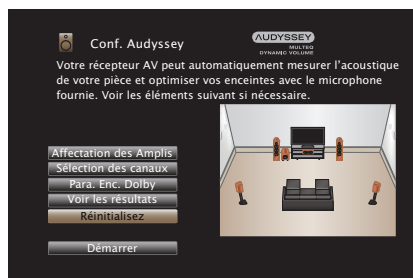 Conf. Audyssey
AUDYSSEY
MULTEQ
DYNAMIC VOLUME
Votre récepteur AV peut automatiquement mesurer l'acoustique
de votre pièce et optimiser vos enceintes avec le microphone
fournie. Voir les éléments suivant si nécessaire.
Affectation des Amplis
Sélection des canaux
Para. Enc. Dolby
Voir les résultats
Réinitialisez
Démarrer